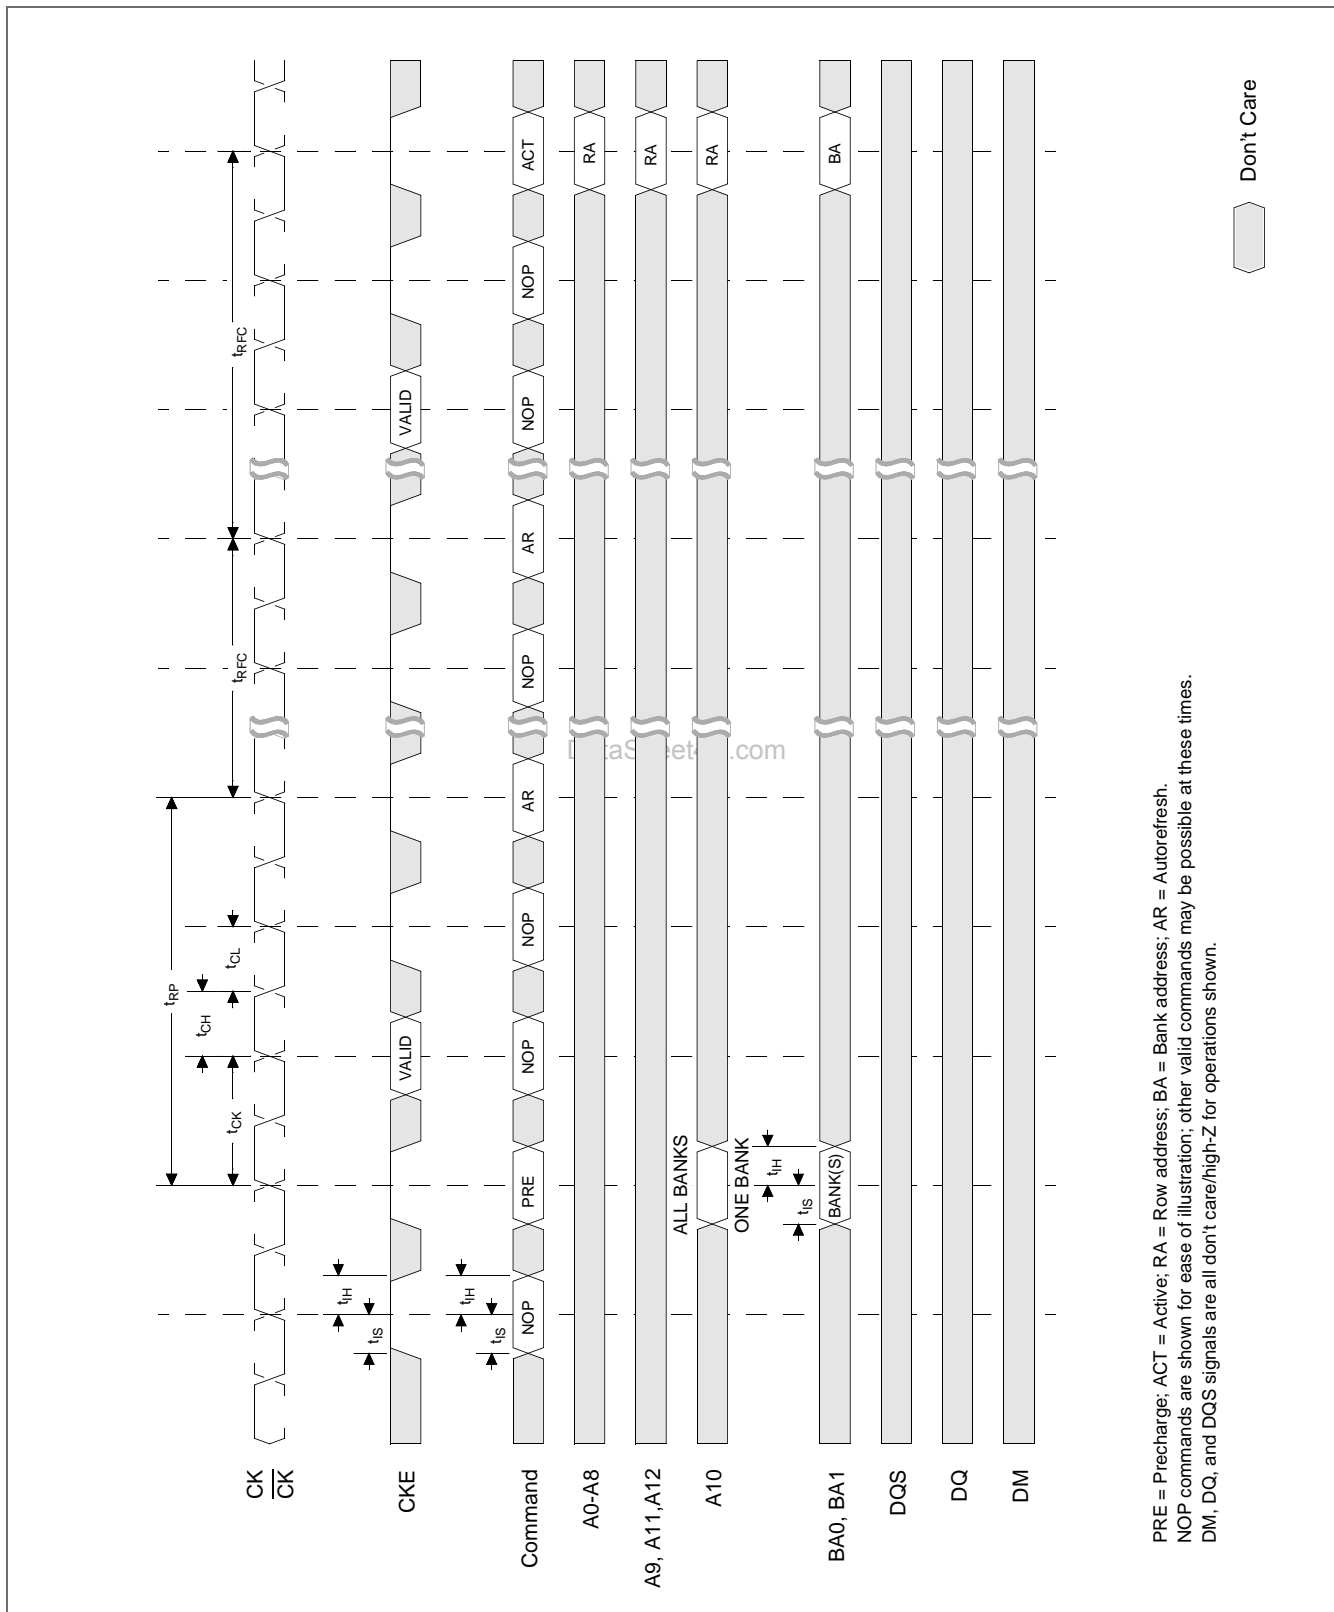 tRP
tCH
tCK
tCL
tRFC
tRFC
CK
CK
tIS
tIH
CKE
VALID
VALID
tIS
tIH
Command
NOP
PRE
NOP
NOP
AR
NOP
AR
NOP
NOP
ACT
A0-A8
RA
A9, A11,A12
RA
ALL BANKS
A10
RA
ONE BANK
tIS
tIH
BA0, BA1
BANK(S)
BA
DQS
DQ
DM
PRE = Precharge; ACT = Active; RA = Row address; BA = Bank address; AR = Autorefresh.
NOP commands are shown for ease of illustration; other valid commands may be possible at these times.
DM, DQ, and DQS signals are all don't care/high-Z for operations shown.
Don't Care